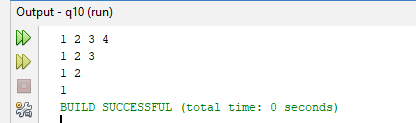 Output - q10 (run)
1 2 3 4
1 2 3
1 2
1
BUILD SUCCESSFUL (total time: 0 seconds)